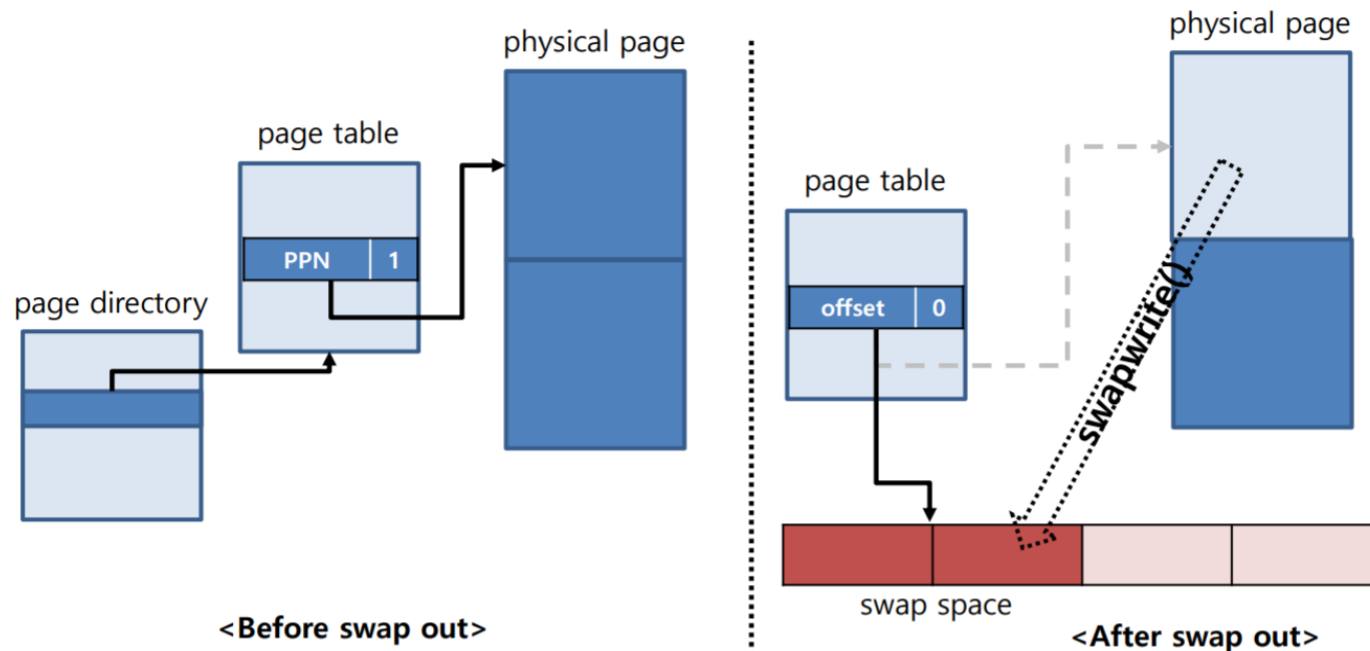 physical page
page table
PPN 1
page directory
<Before swap out>
physical page
page table
offset 0
swapwrite()
swap space
<After swap out>